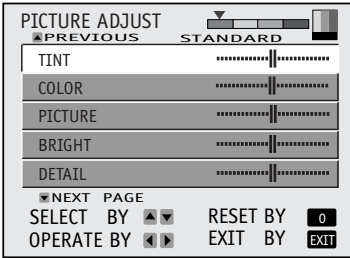 PICTURE ADJUST
PREVIOUS STANDARD
TINT
COLOR
PICTURE
BRIGHT
DETAIL
NEXT PAGE
SELECT BY RESET BY 0
OPERATE BY EXIT BY EXIT